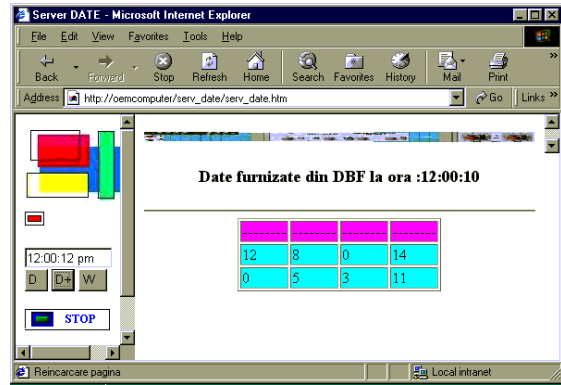 Server DATE - Microsoft Internet Explorer
File Edit View Favorites Tools Help
Back Forward Stop Refresh Home Search Favorites History Mail Print »
Address http://oemcomputer/serv_date/serv_date.htm Go Links »
Date furnizate din DBF la ora :12:00:10
-------- -------- -------- --------
12 8 0 14
0 5 3 11
12:00:12 pm
D D+ W
STOP
Reincarcare pagina Local intranet